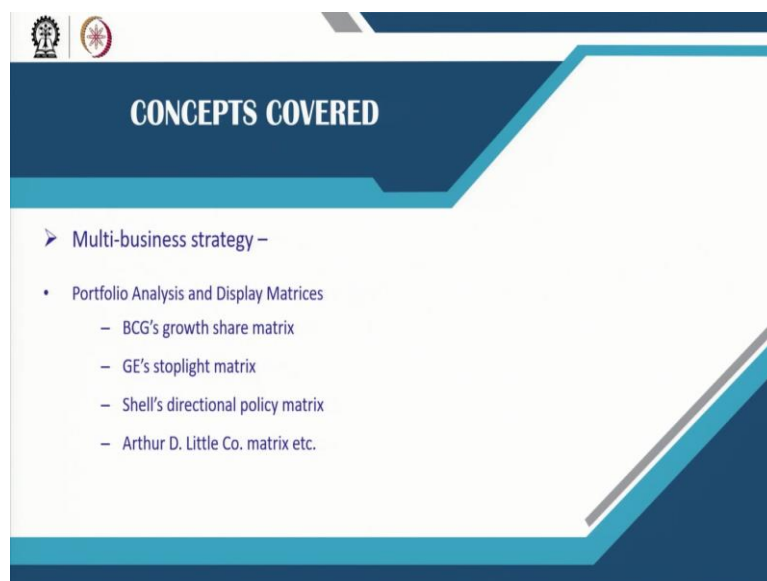 CONCEPTS COVERED
➤ Multi-business strategy –
• Portfolio Analysis and Display Matrices
– BCG's growth share matrix
– GE's stoplight matrix
– Shell's directional policy matrix
– Arthur D. Little Co. matrix etc.